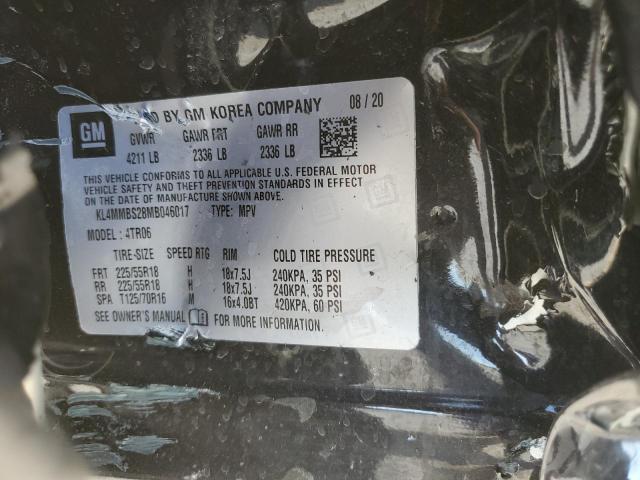 GM
BY GM KOREA COMPANY 08/20
GVWR GAWR FRT GAWR RR
4211 LB 2336 LB 2336 LB
THIS VEHICLE CONFORMS TO ALL APPLICABLE U.S. FEDERAL MOTOR
VEHICLE SAFETY AND THEFT PREVENTION STANDARDS IN EFFECT
ON THE DATE OF MANUFACTURE SHOWN ABOVE.
KL4MMBS28MB046017 TYPE: MPV
MODEL: 4TR06
TIRE-SIZE SPEED RTG RIM COLD TIRE PRESSURE
FRT 225/55R18 H 18x7.5J 240KPA, 35 PSI
RR 225/55R18 H 18x7.5J 240KPA, 35 PSI
SPA T125/70R16 M 16x4.0BT 420KPA, 60 PSI
SEE OWNER'S MANUAL FOR MORE INFORMATION.